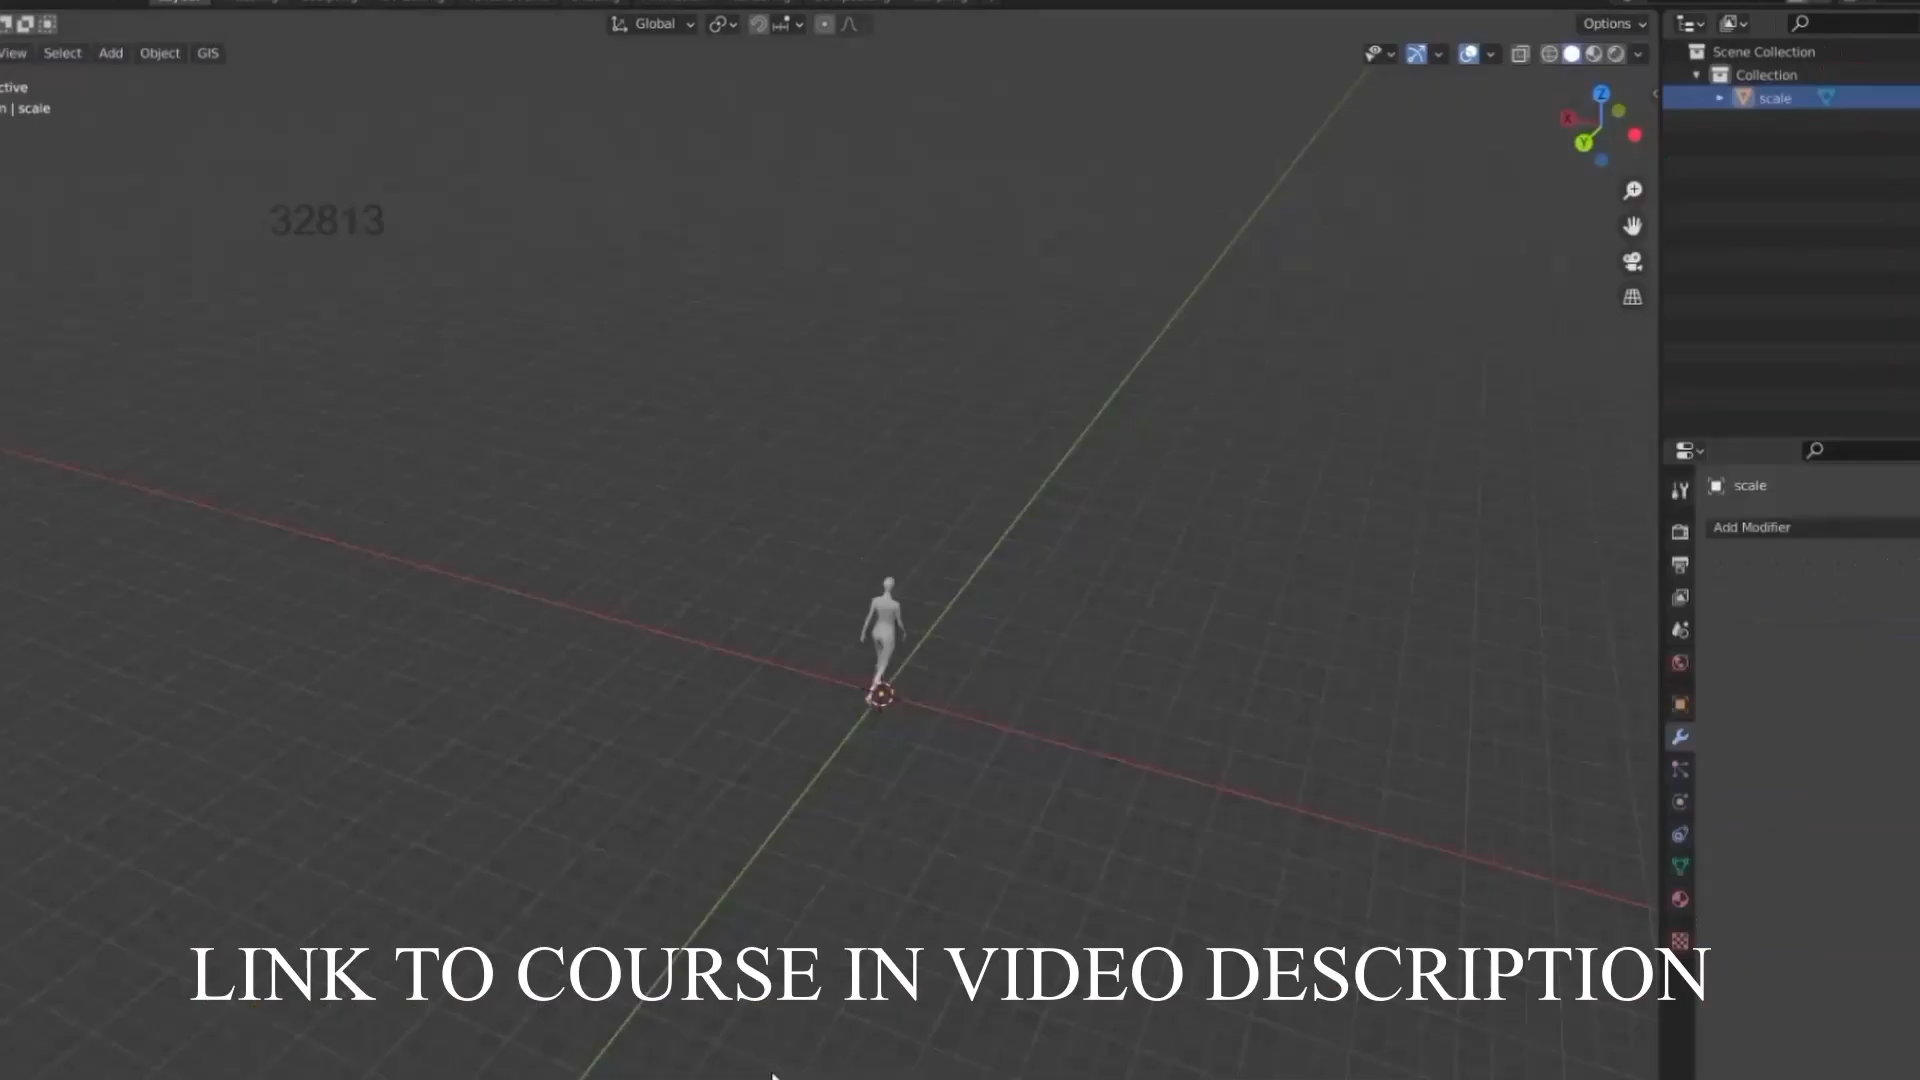 Global
Options
View Select Add Object GIS
ctive
n | scale
Scene Collection
Collection
scale
X Y Z
32813
scale
Add Modifier
LINK TO COURSE IN VIDEO DESCRIPTION